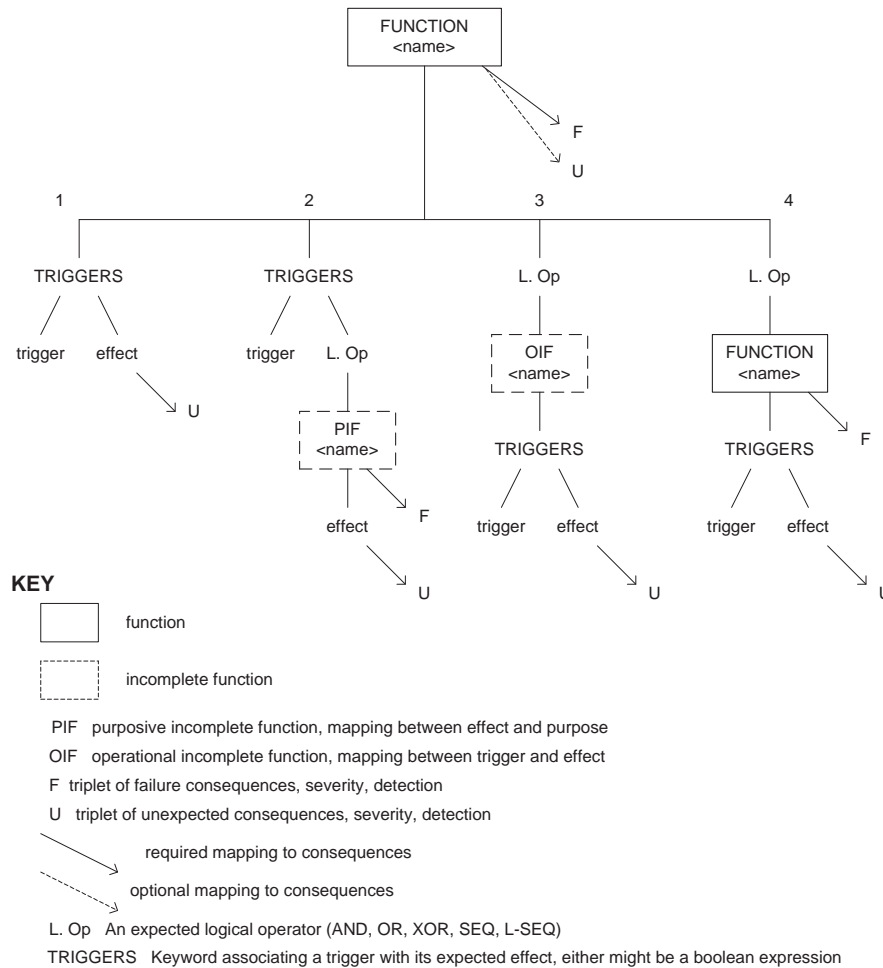 FUNCTION
<name>
F
U
1
2
3
4
TRIGGERS
TRIGGERS
L. Op
L. Op
trigger
effect
trigger
L. Op
OIF
<name>
FUNCTION
<name>
U
PIF
<name>
TRIGGERS
TRIGGERS
F
effect
F
trigger
effect
trigger
effect
U
U
U
KEY
function
incomplete function
PIF purposive incomplete function, mapping between effect and purpose
OIF operational incomplete function, mapping between trigger and effect
F triplet of failure consequences, severity, detection
U triplet of unexpected consequences, severity, detection
required mapping to consequences
optional mapping to consequences
L. Op An expected logical operator (AND, OR, XOR, SEQ, L-SEQ)
TRIGGERS Keyword associating a trigger with its expected effect, either might be a boolean expression